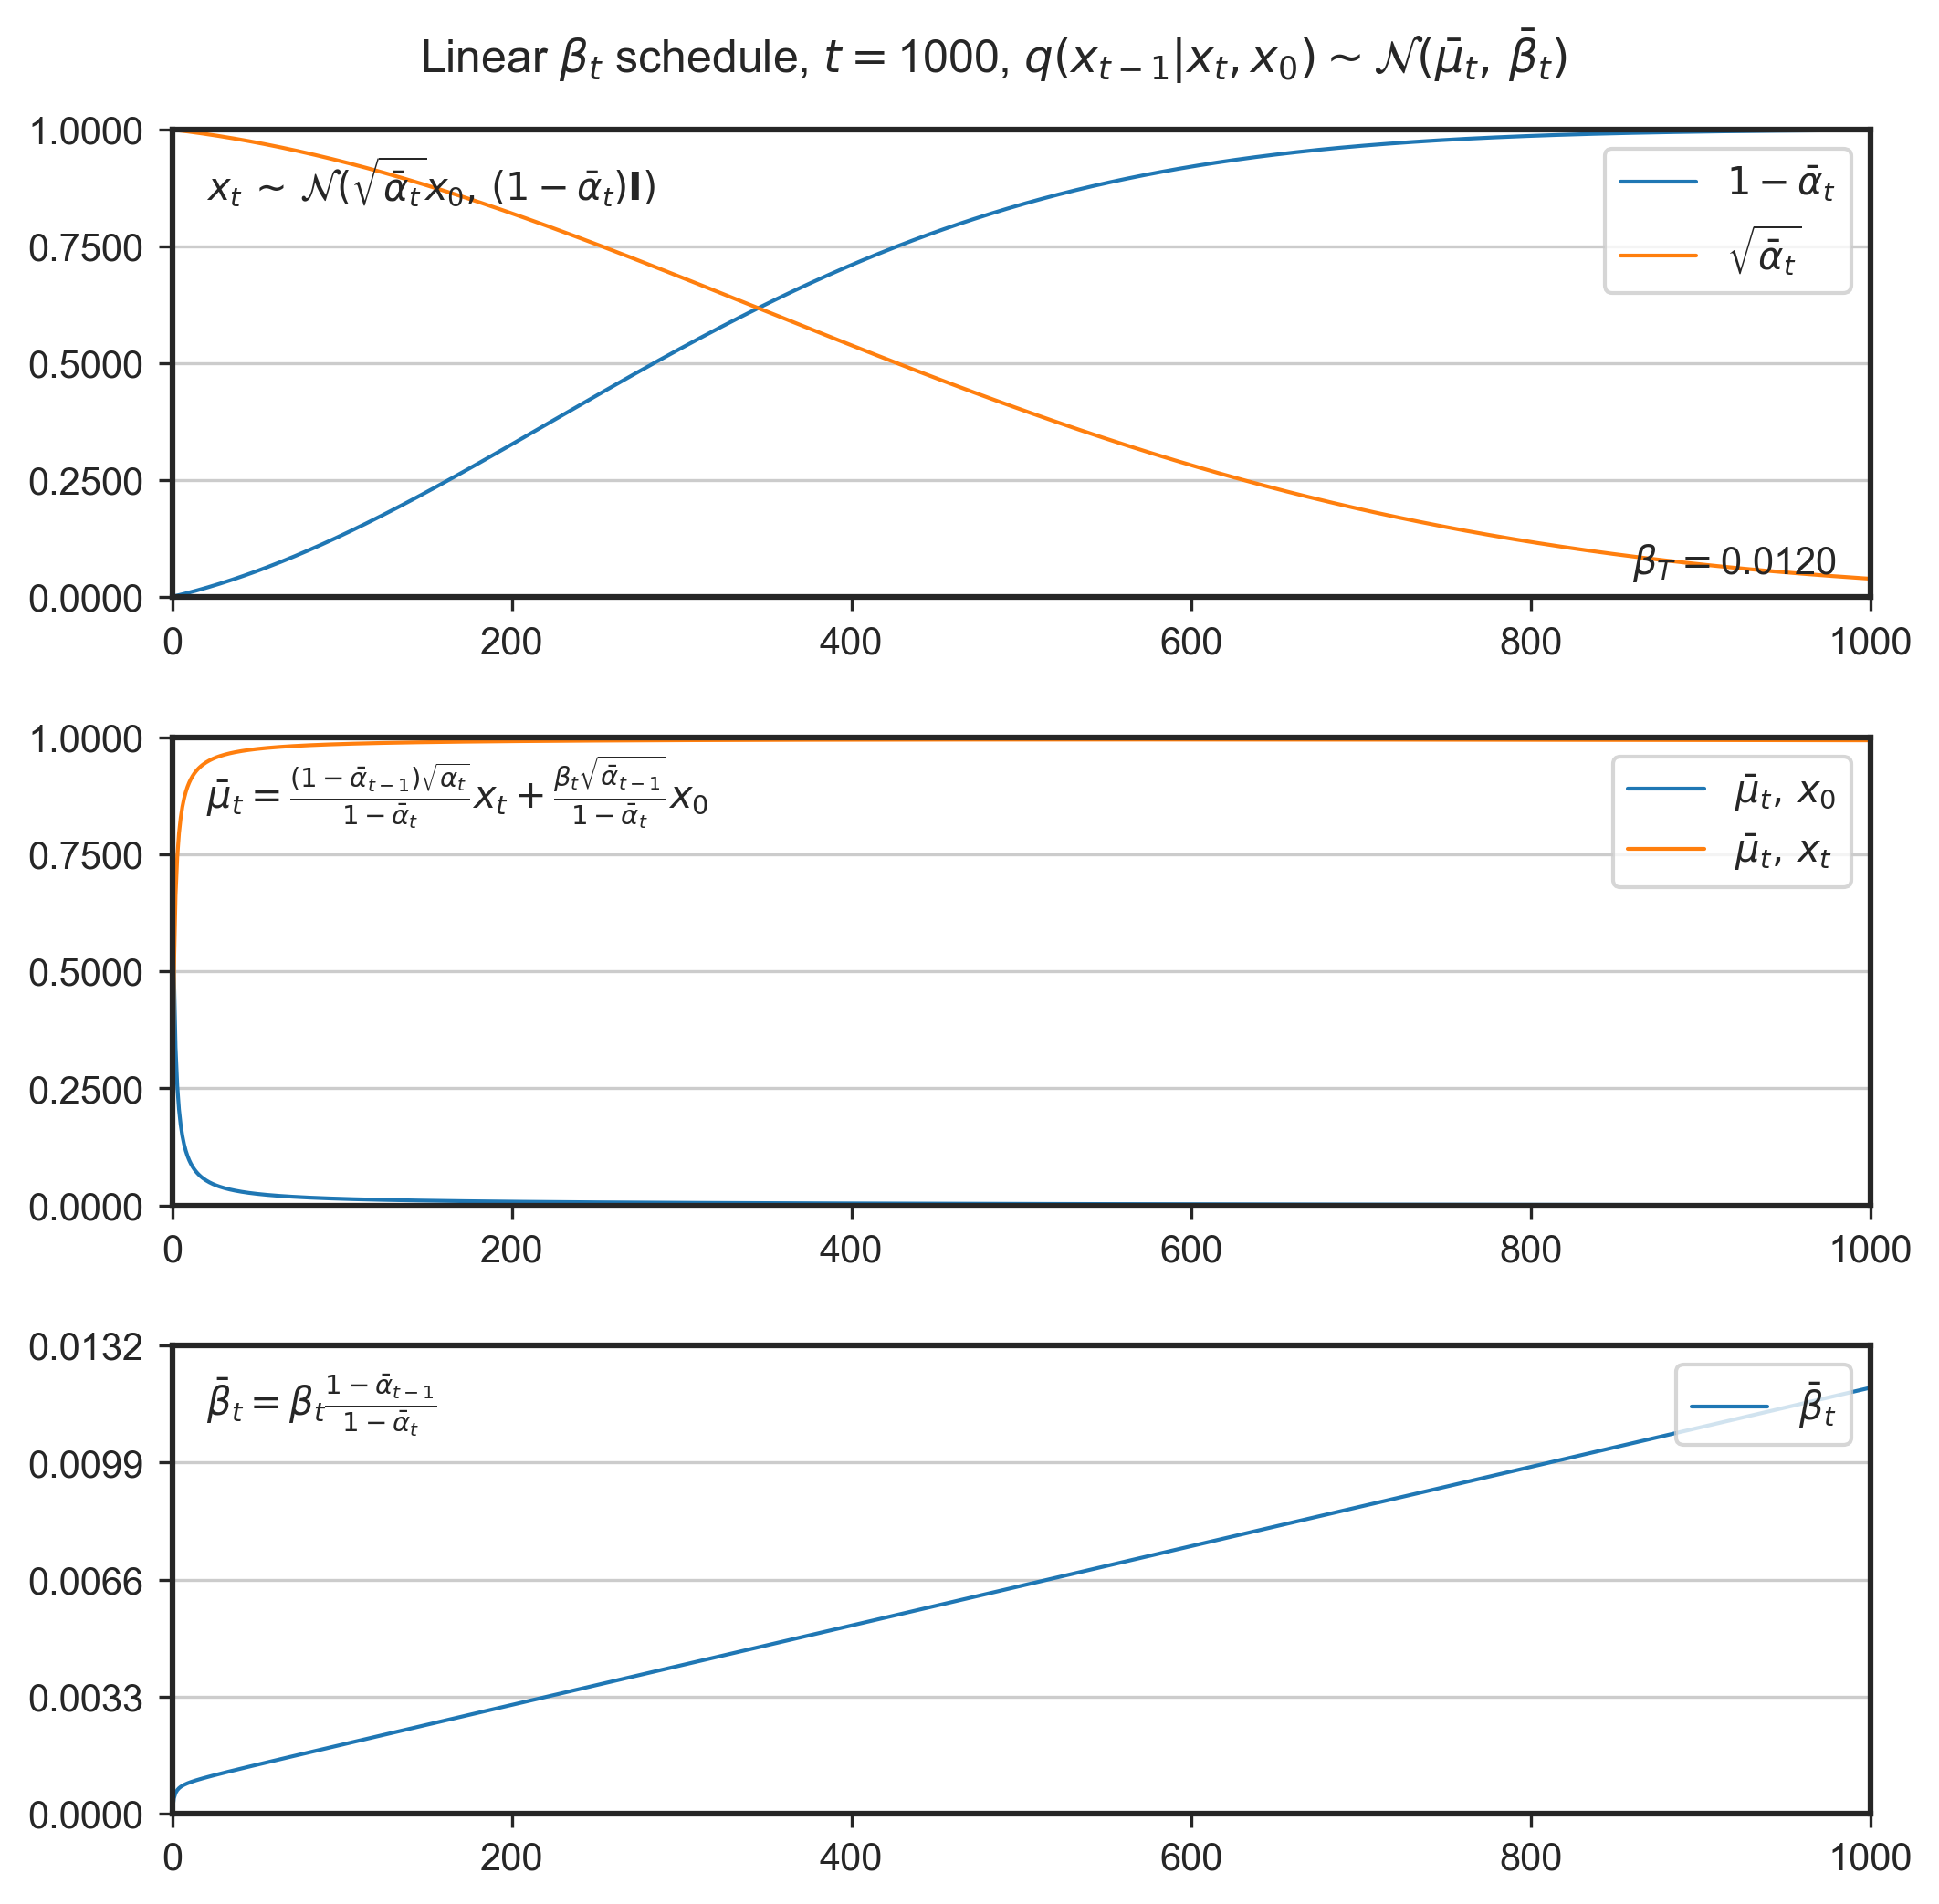 Linear βₜ schedule, t = 1000, q(xₜ₋₁|xₜ, x₀) ~ 𝒩(μ̄ₜ, β̄ₜ)
1.0000
0.7500
0.5000
0.2500
0.0000
xₜ ~ 𝒩(√ᾱₜx₀, (1 − ᾱₜ)𝐈)
1 − ᾱₜ
√ᾱₜ
β_T = 0.0120
0 200 400 600 800 1000
1.0000
0.7500
0.5000
0.2500
0.0000
μ̄ₜ = (1 − ᾱₜ₋₁)√αₜ / 1 − ᾱₜ xₜ + βₜ√ᾱₜ₋₁ / 1 − ᾱₜ x₀
μ̄ₜ, x₀
μ̄ₜ, xₜ
0 200 400 600 800 1000
0.0132
0.0099
0.0066
0.0033
0.0000
β̄ₜ = βₜ 1 − ᾱₜ₋₁ / 1 − ᾱₜ
β̄ₜ
0 200 400 600 800 1000